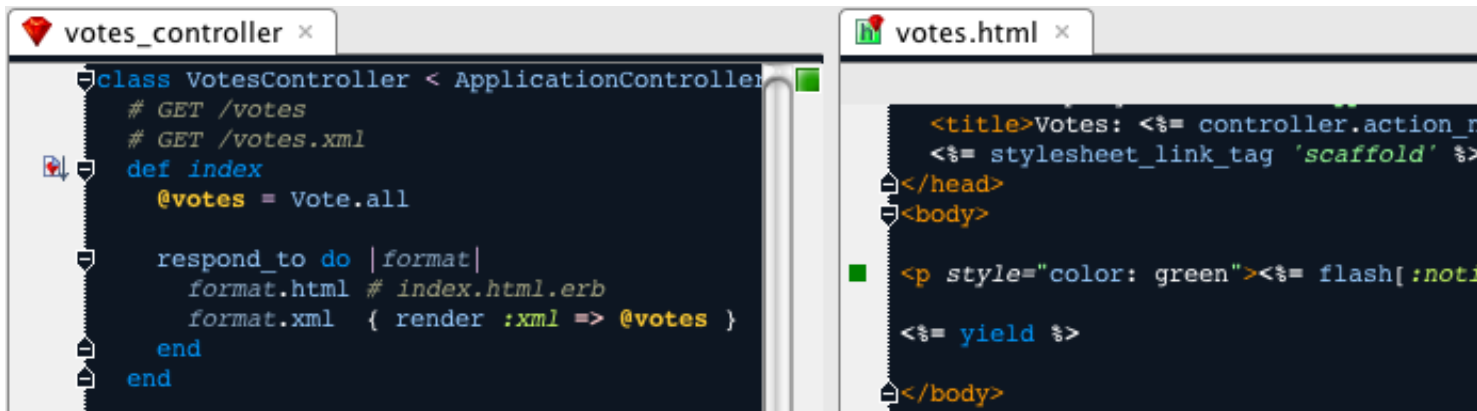 votes_controller ×
class VotesController < ApplicationController
# GET /votes
# GET /votes.xml
def index
@votes = Vote.all
respond_to do |format|
format.html # index.html.erb
format.xml { render :xml => @votes }
end
end
votes.html ×
<title>Votes: <%= controller.action_
<%= stylesheet_link_tag 'scaffold' %>
</head>
<body>
<p style="color: green"><%= flash[:noti
<%= yield %>
</body>